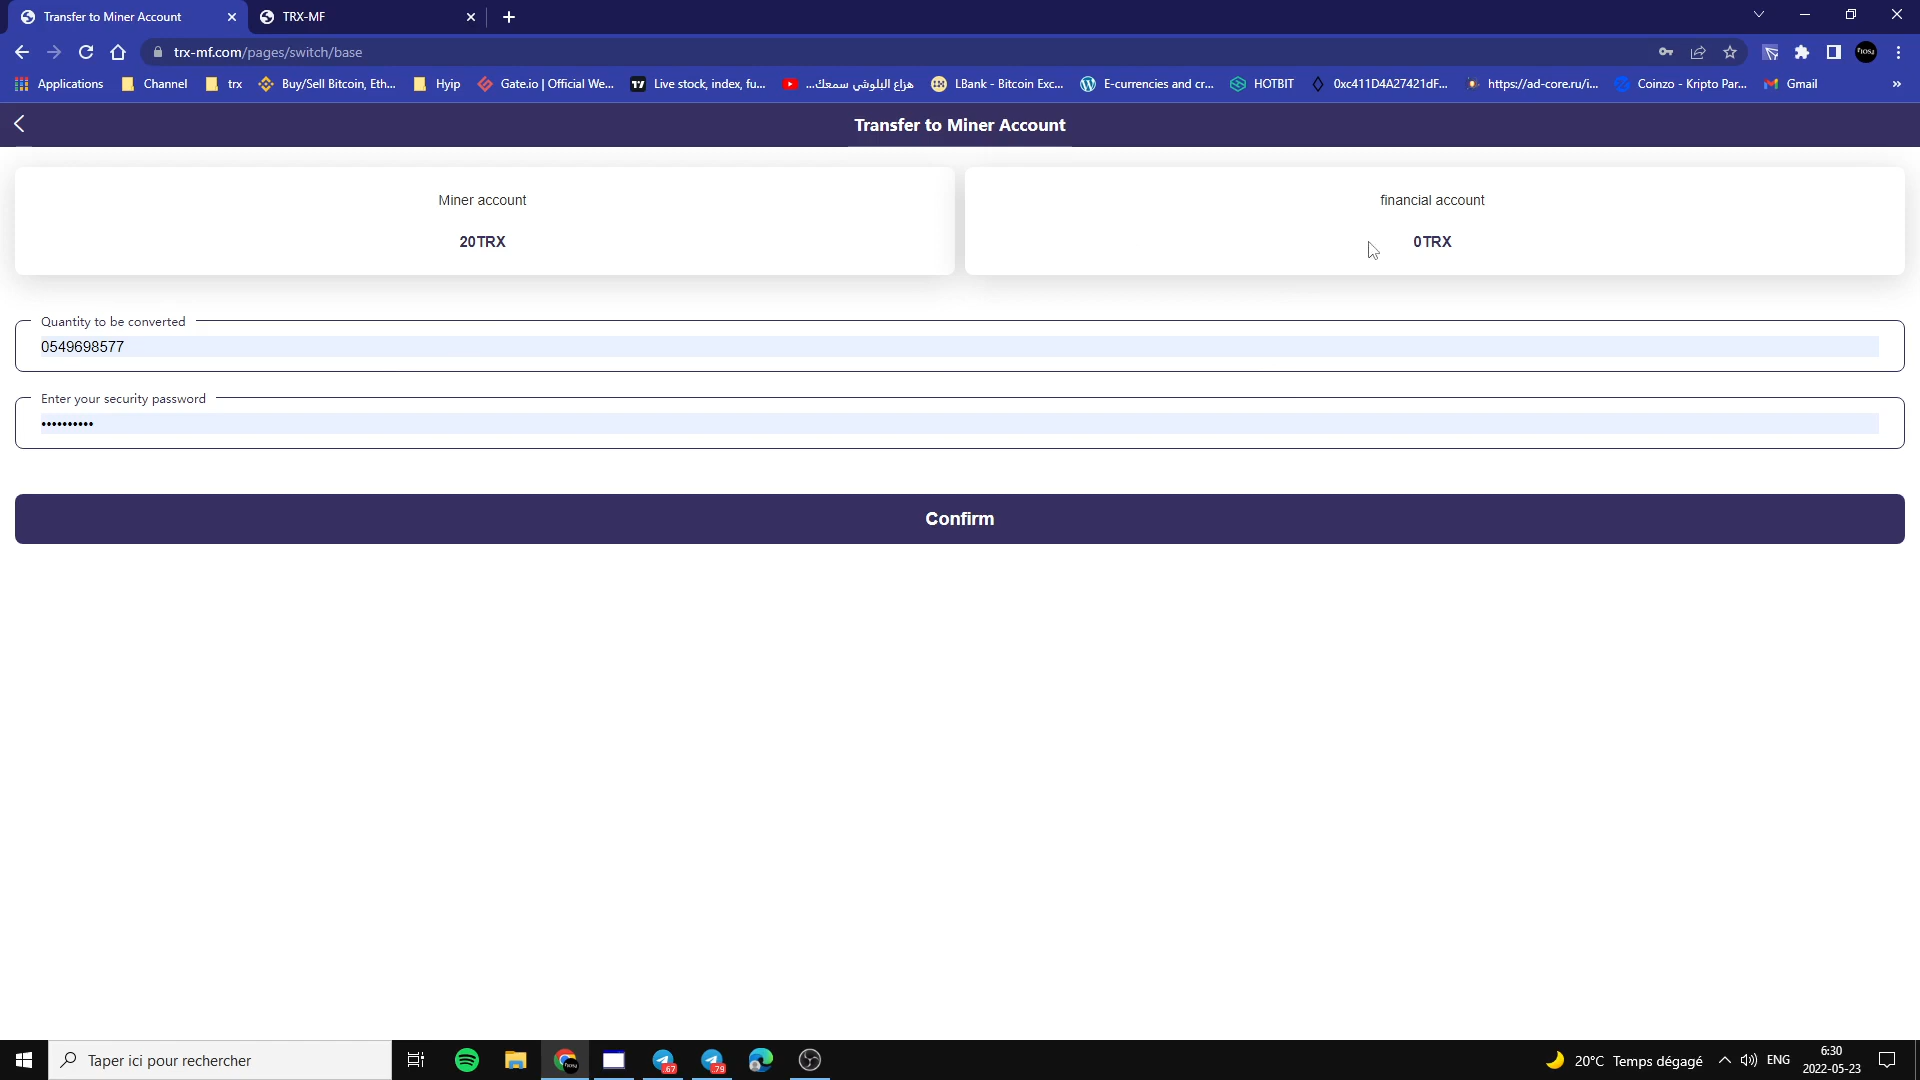 Transfer to Miner Account
TRX-MF
trx-mf.com/pages/switch/base
Applications
Channel
trx
Buy/Sell Bitcoin, Eth...
Hyip
Gate.io | Official We...
Live stock, index, fu...
هزاع البلوشي سمعك...
LBank - Bitcoin Exc...
E-currencies and cr...
HOTBIT
0xc411D4A27421dF...
https://ad-core.ru/i...
Coinzo - Kripto Par...
Gmail
»
Transfer to Miner Account
Miner account
20TRX
financial account
0TRX
Quantity to be converted
0549698577
Enter your security password
••••••••••
Confirm
Taper ici pour rechercher
.67
.79
20°C Temps dégagé
ENG
6:30
2022-05-23